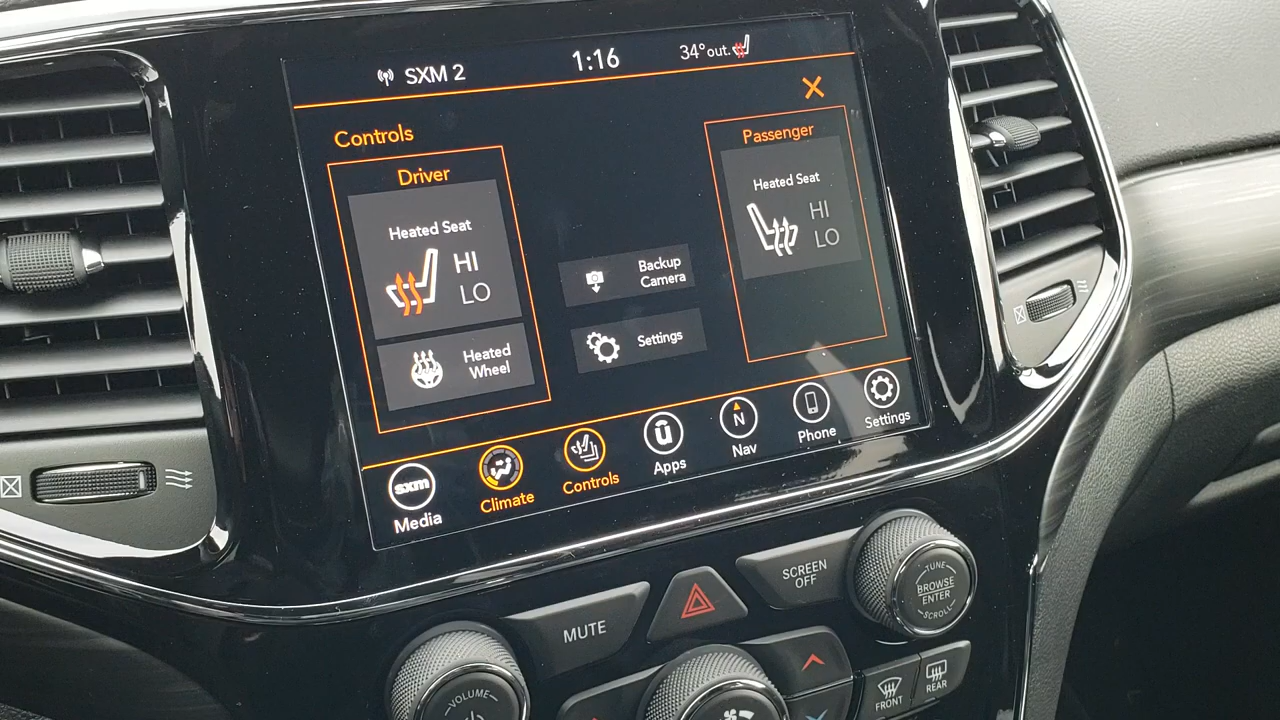 SXM 2
1:16
34°out.
Controls
Driver
Heated Seat
HI
LO
Heated
Wheel
Backup
Camera
Settings
Passenger
Heated Seat
HI
LO
sxm
Media
Climate
Controls
Apps
N
Nav
Phone
Settings
MUTE
SCREEN
OFF
TUNE
BROWSE
ENTER
SCROLL
VOLUME
FRONT
REAR